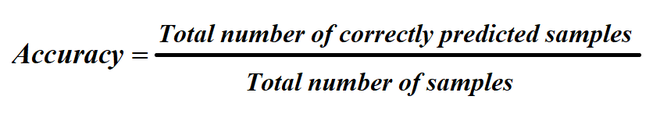 Total number of correctly predicted samples
Accuracy =
Total number of samples